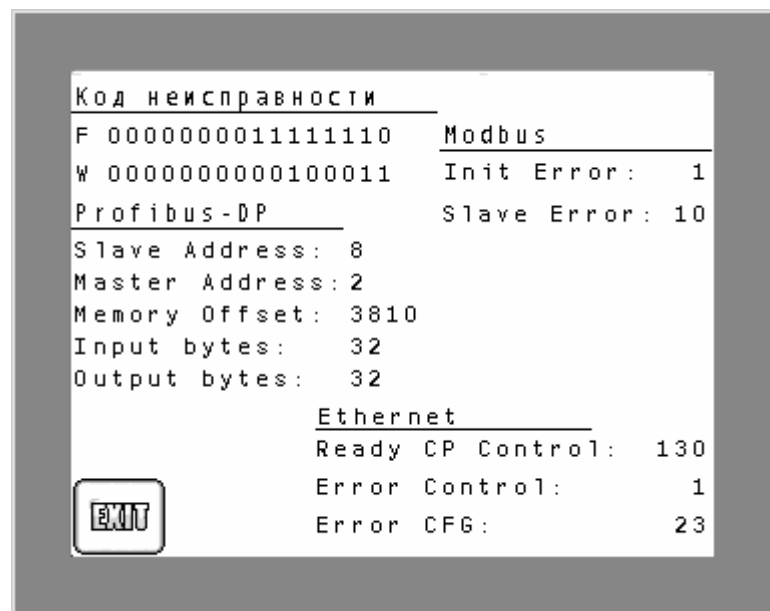 Код неисправности
F 0000000011111110
W 0000000000100011
Modbus
Init Error: 1
Slave Error: 10
Profibus-DP
Slave Address: 8
Master Address: 2
Memory Offset: 3810
Input bytes: 32
Output bytes: 32
Ethernet
Ready CP Control: 130
Error Control: 1
Error CFG: 23
EXIT